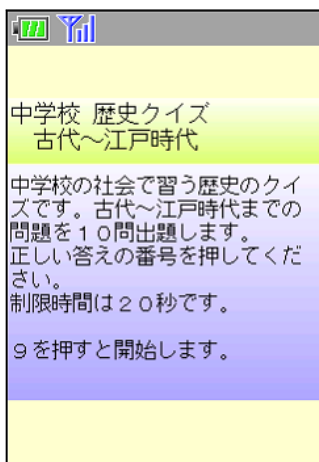 中学校 歴史クイズ
古代～江戸時代
中学校の社会で習う歴史のクイ
ズです。古代～江戸時代までの
問題を１０問出題します。
正しい答えの番号を押してくだ
さい。
制限時間は２０秒です。
９を押すと開始します。